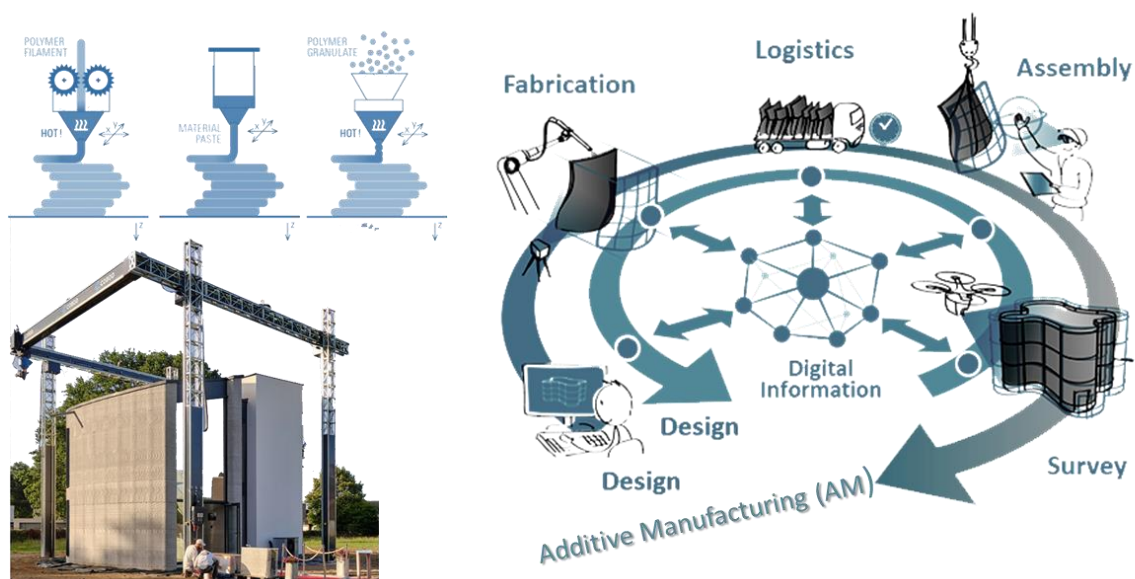 POLYMER
FILAMENT
HOT!
X Y
Z
MATERIAL
PASTE
X Y
Z
POLYMER
GRANULATE
HOT!
X Y
Z
Fabrication
Logistics
Assembly
Digital
Information
Design
Design
Survey
Additive Manufacturing (AM)